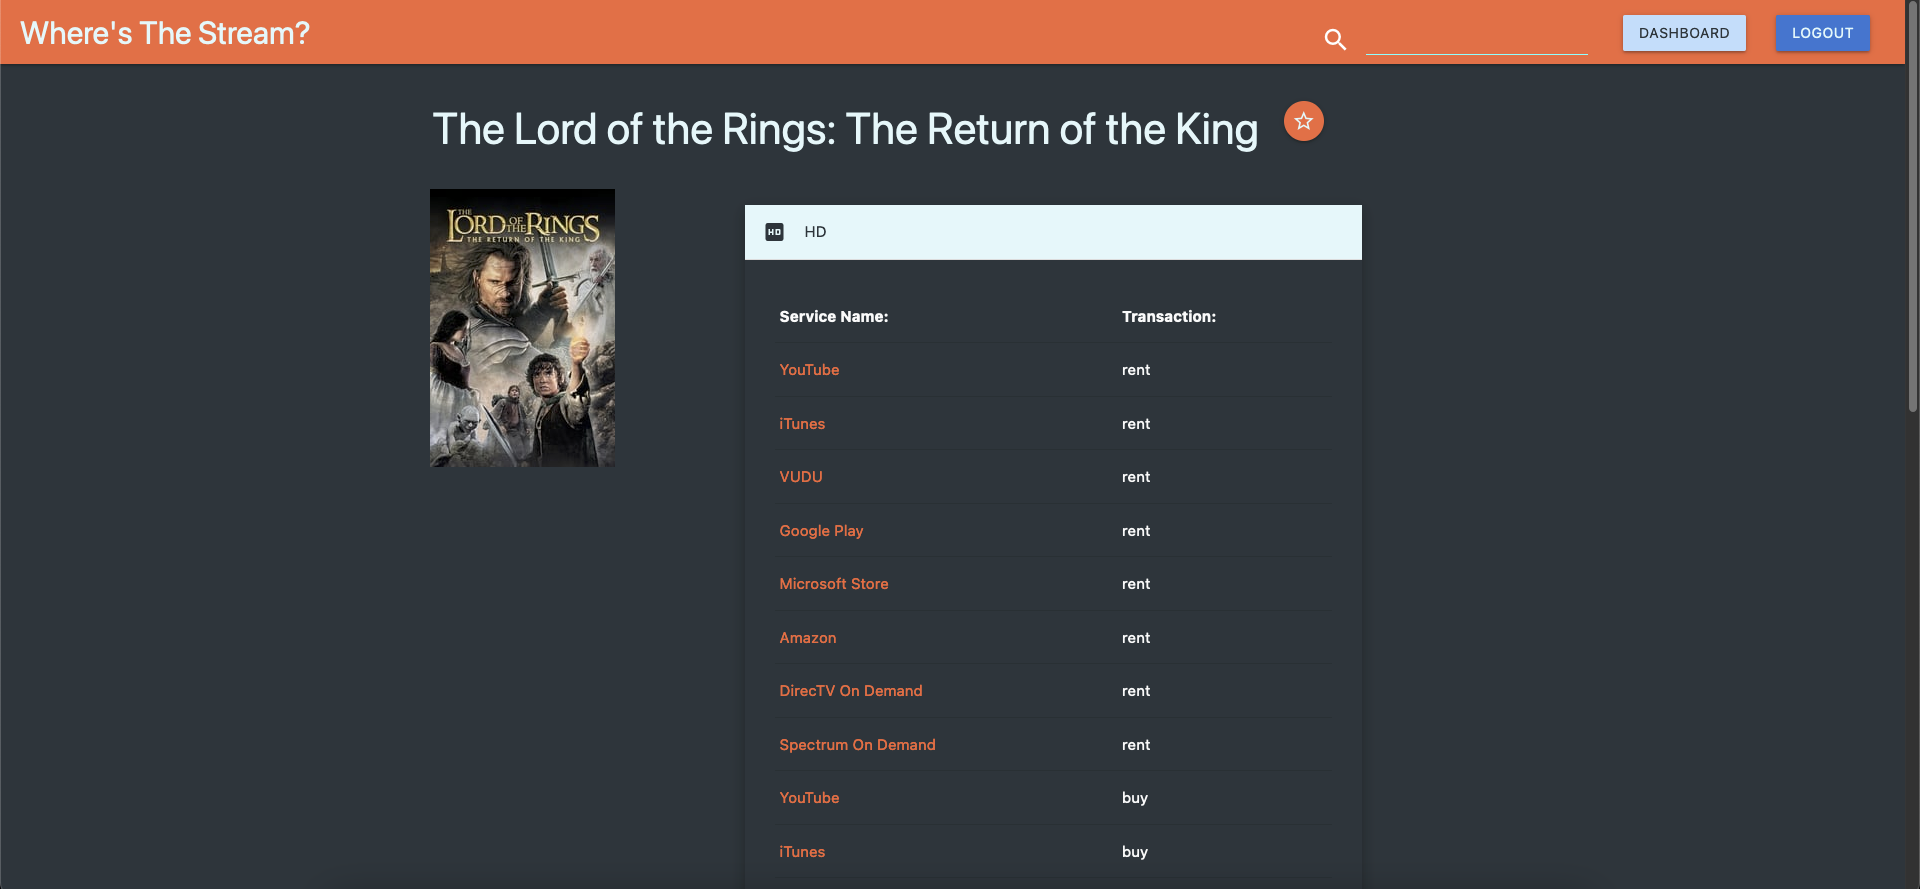 Where's The Stream?
DASHBOARD
LOGOUT
The Lord of the Rings: The Return of the King
THE
LORD OF THE RINGS
THE RETURN OF THE KING
HD
HD
Service Name: Transaction:
YouTube rent
iTunes rent
VUDU rent
Google Play rent
Microsoft Store rent
Amazon rent
DirecTV On Demand rent
Spectrum On Demand rent
YouTube buy
iTunes buy